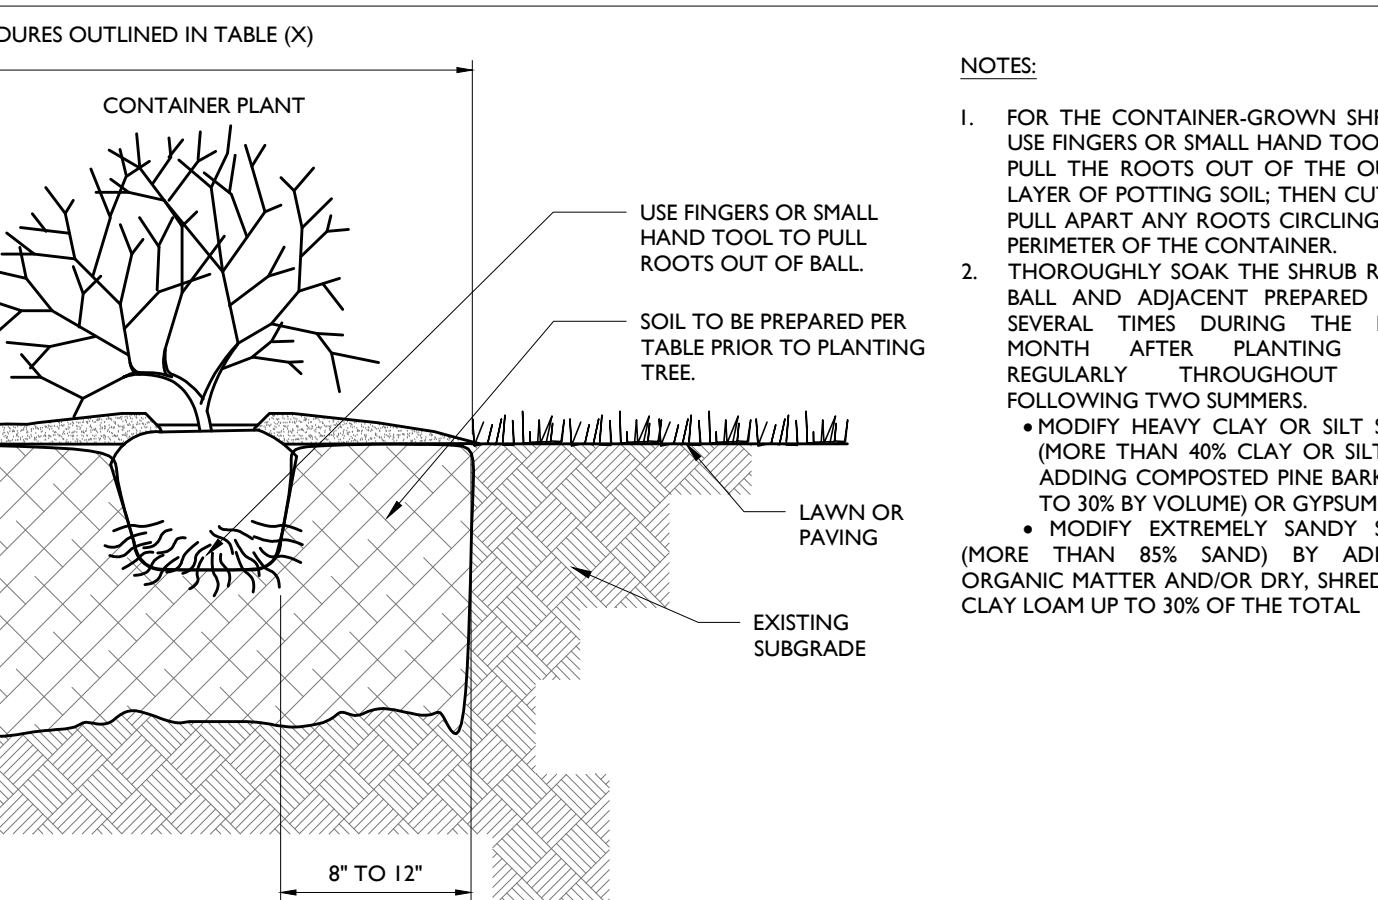 OUTLINED IN TABLE (X)
CONTAINER PLANT
USE FINGERS OR SMALL
HAND TOOL TO PULL
ROOTS OUT OF BALL.
SOIL TO BE PREPARED PER
TABLE PRIOR TO PLANTING
TREE.
LAWN OR
PAVING
EXISTING
SUBGRADE
8" TO 12"
NOTES:
1. FOR THE CONTAINER-GROWN
USE FINGERS OR SMALL HAND
PULL THE ROOTS OUT OF THE
LAYER OF POTTING SOIL; THEN CUT
PULL APART ANY ROOTS CIRCLING
PERIMETER OF THE CONTAINER.
2. THOROUGHLY SOAK THE SHRUB
BALL AND ADJACENT PREPARED
SEVERAL TIMES DURING THE
MONTH AFTER PLANTING
REGULARLY THROUGHOUT
FOLLOWING TWO SUMMERS.
• MODIFY HEAVY CLAY OR SILT
(MORE THAN 40% CLAY OR SILT
ADDING COMPOSTED PINE BARK
TO 30% BY VOLUME) OR GYPSUM
• MODIFY EXTREMELY SANDY
(MORE THAN 85% SAND) BY
ORGANIC MATTER AND/OR DRY,
CLAY LOAM UP TO 30% OF THE TOTAL